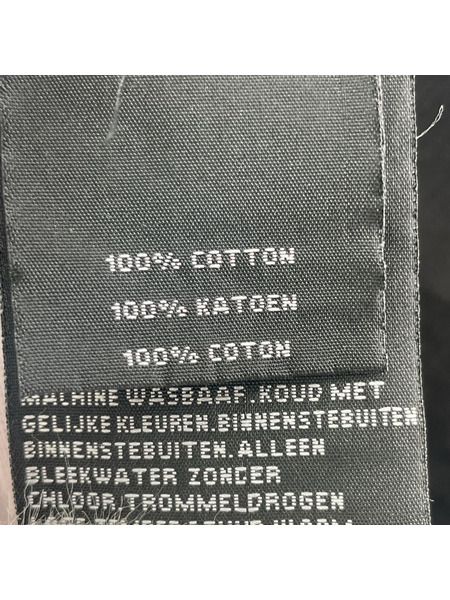 100% COTTON
100% KATOEN
100% COTON
MACHINE WASBAAR. KOUD MET
GELIJKE KLEUREN.BINNENSTEBUITEN
BINNENSTEBUITEN.ALLEEN
BLEEKWATER ZONDER
CHLOOR.TROMMELDROGEN